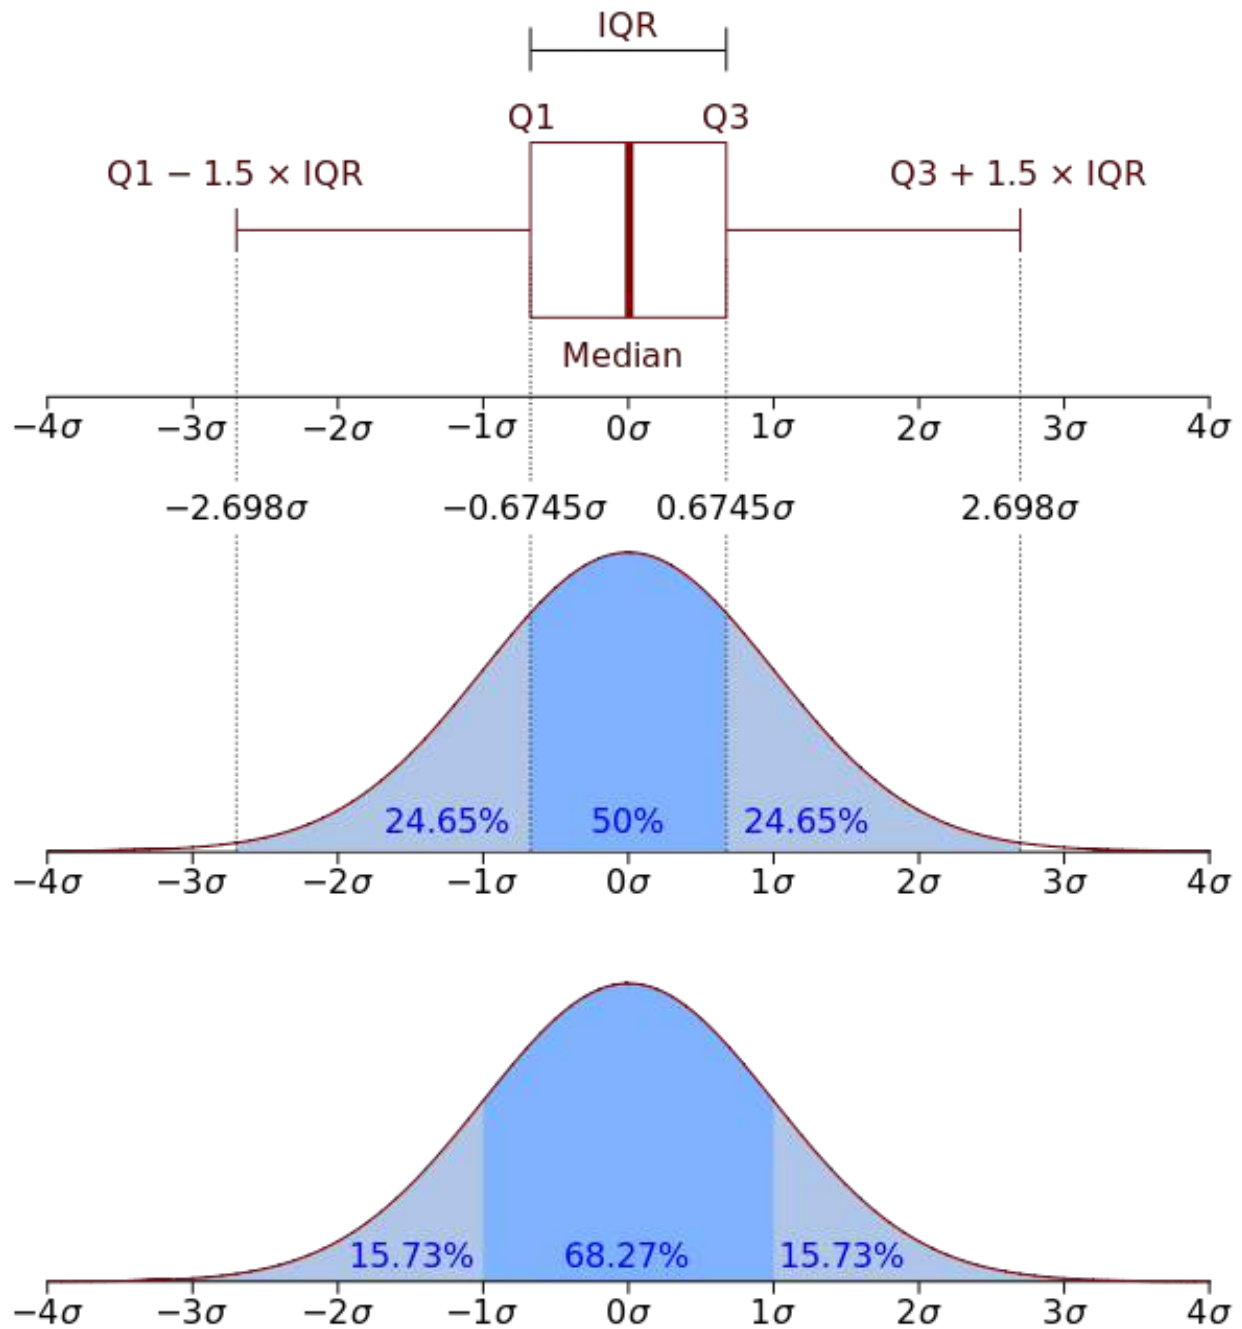 IQR
Q1 Q3
Q1 − 1.5 × IQR Q3 + 1.5 × IQR
Median
−4σ −3σ −2σ −1σ 0σ 1σ 2σ 3σ 4σ
−2.698σ −0.6745σ 0.6745σ 2.698σ
24.65% 50% 24.65%
−4σ −3σ −2σ −1σ 0σ 1σ 2σ 3σ 4σ
15.73% 68.27% 15.73%
−4σ −3σ −2σ −1σ 0σ 1σ 2σ 3σ 4σ